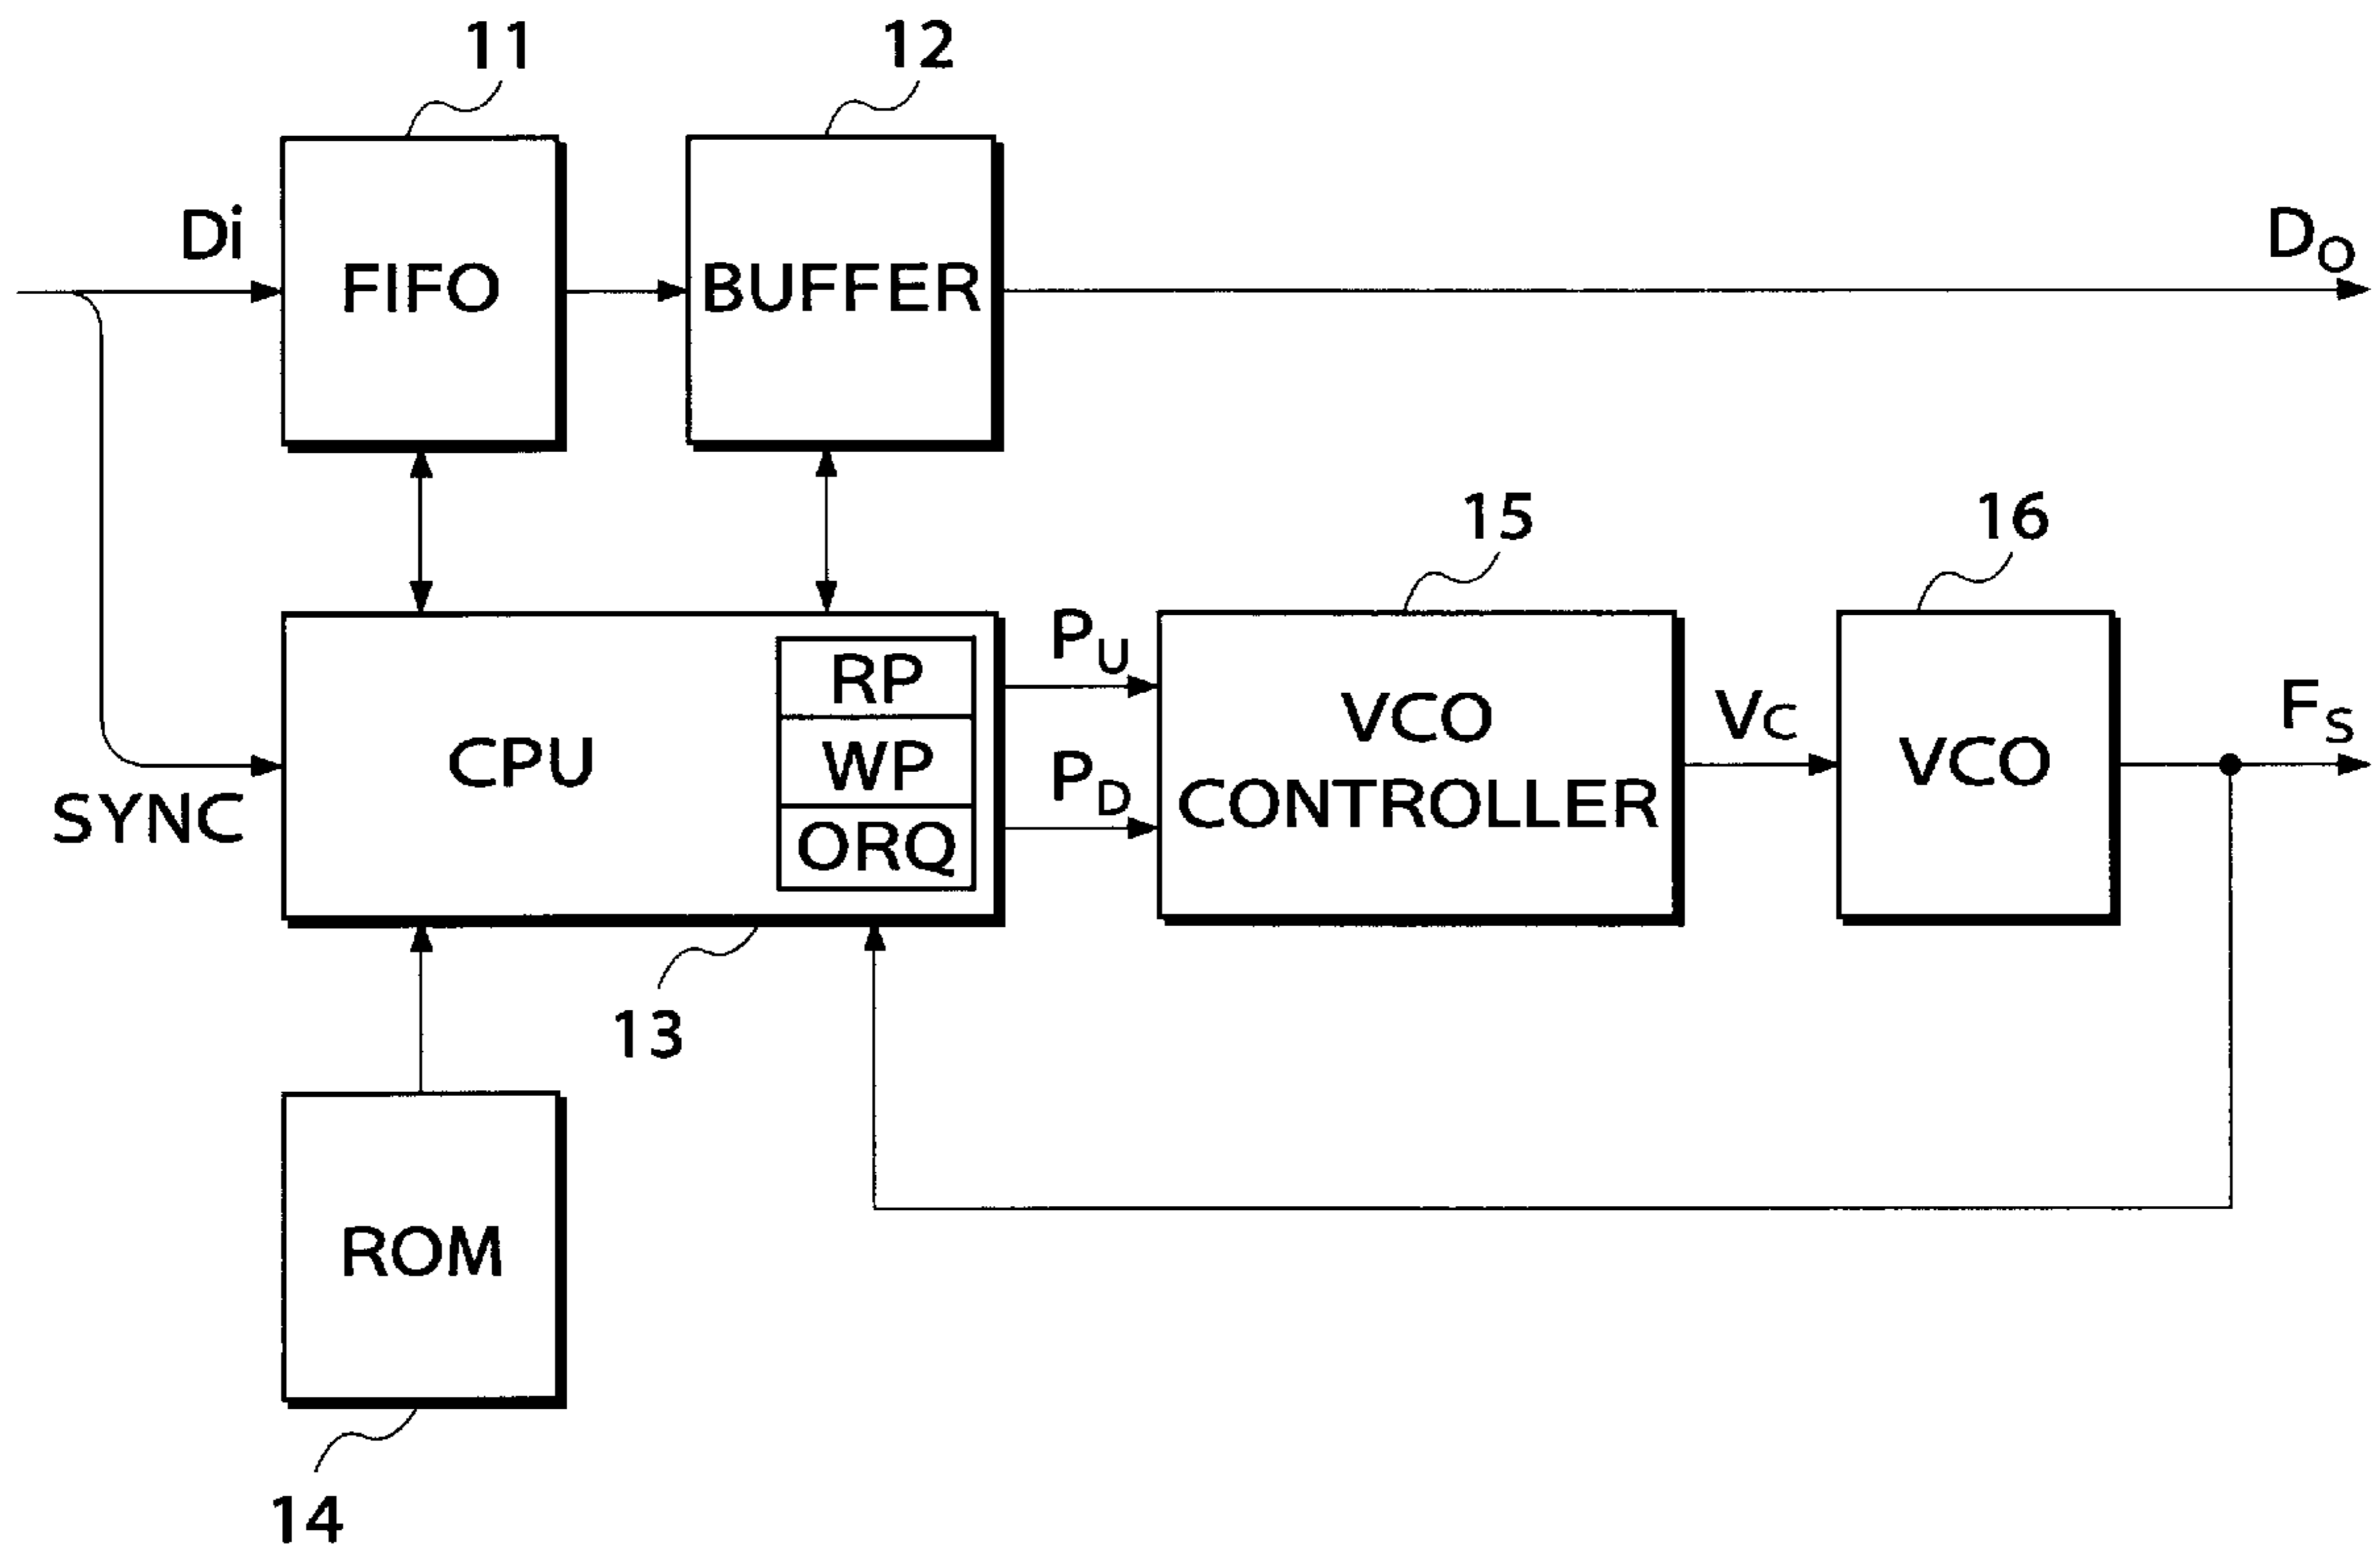 11
12
Di
FIFO
BUFFER
DO
15
16
PU
RP
VCO
CONTROLLER
VC
FS
CPU
WP
VCO
PD
SYNC
ORQ
13
ROM
14